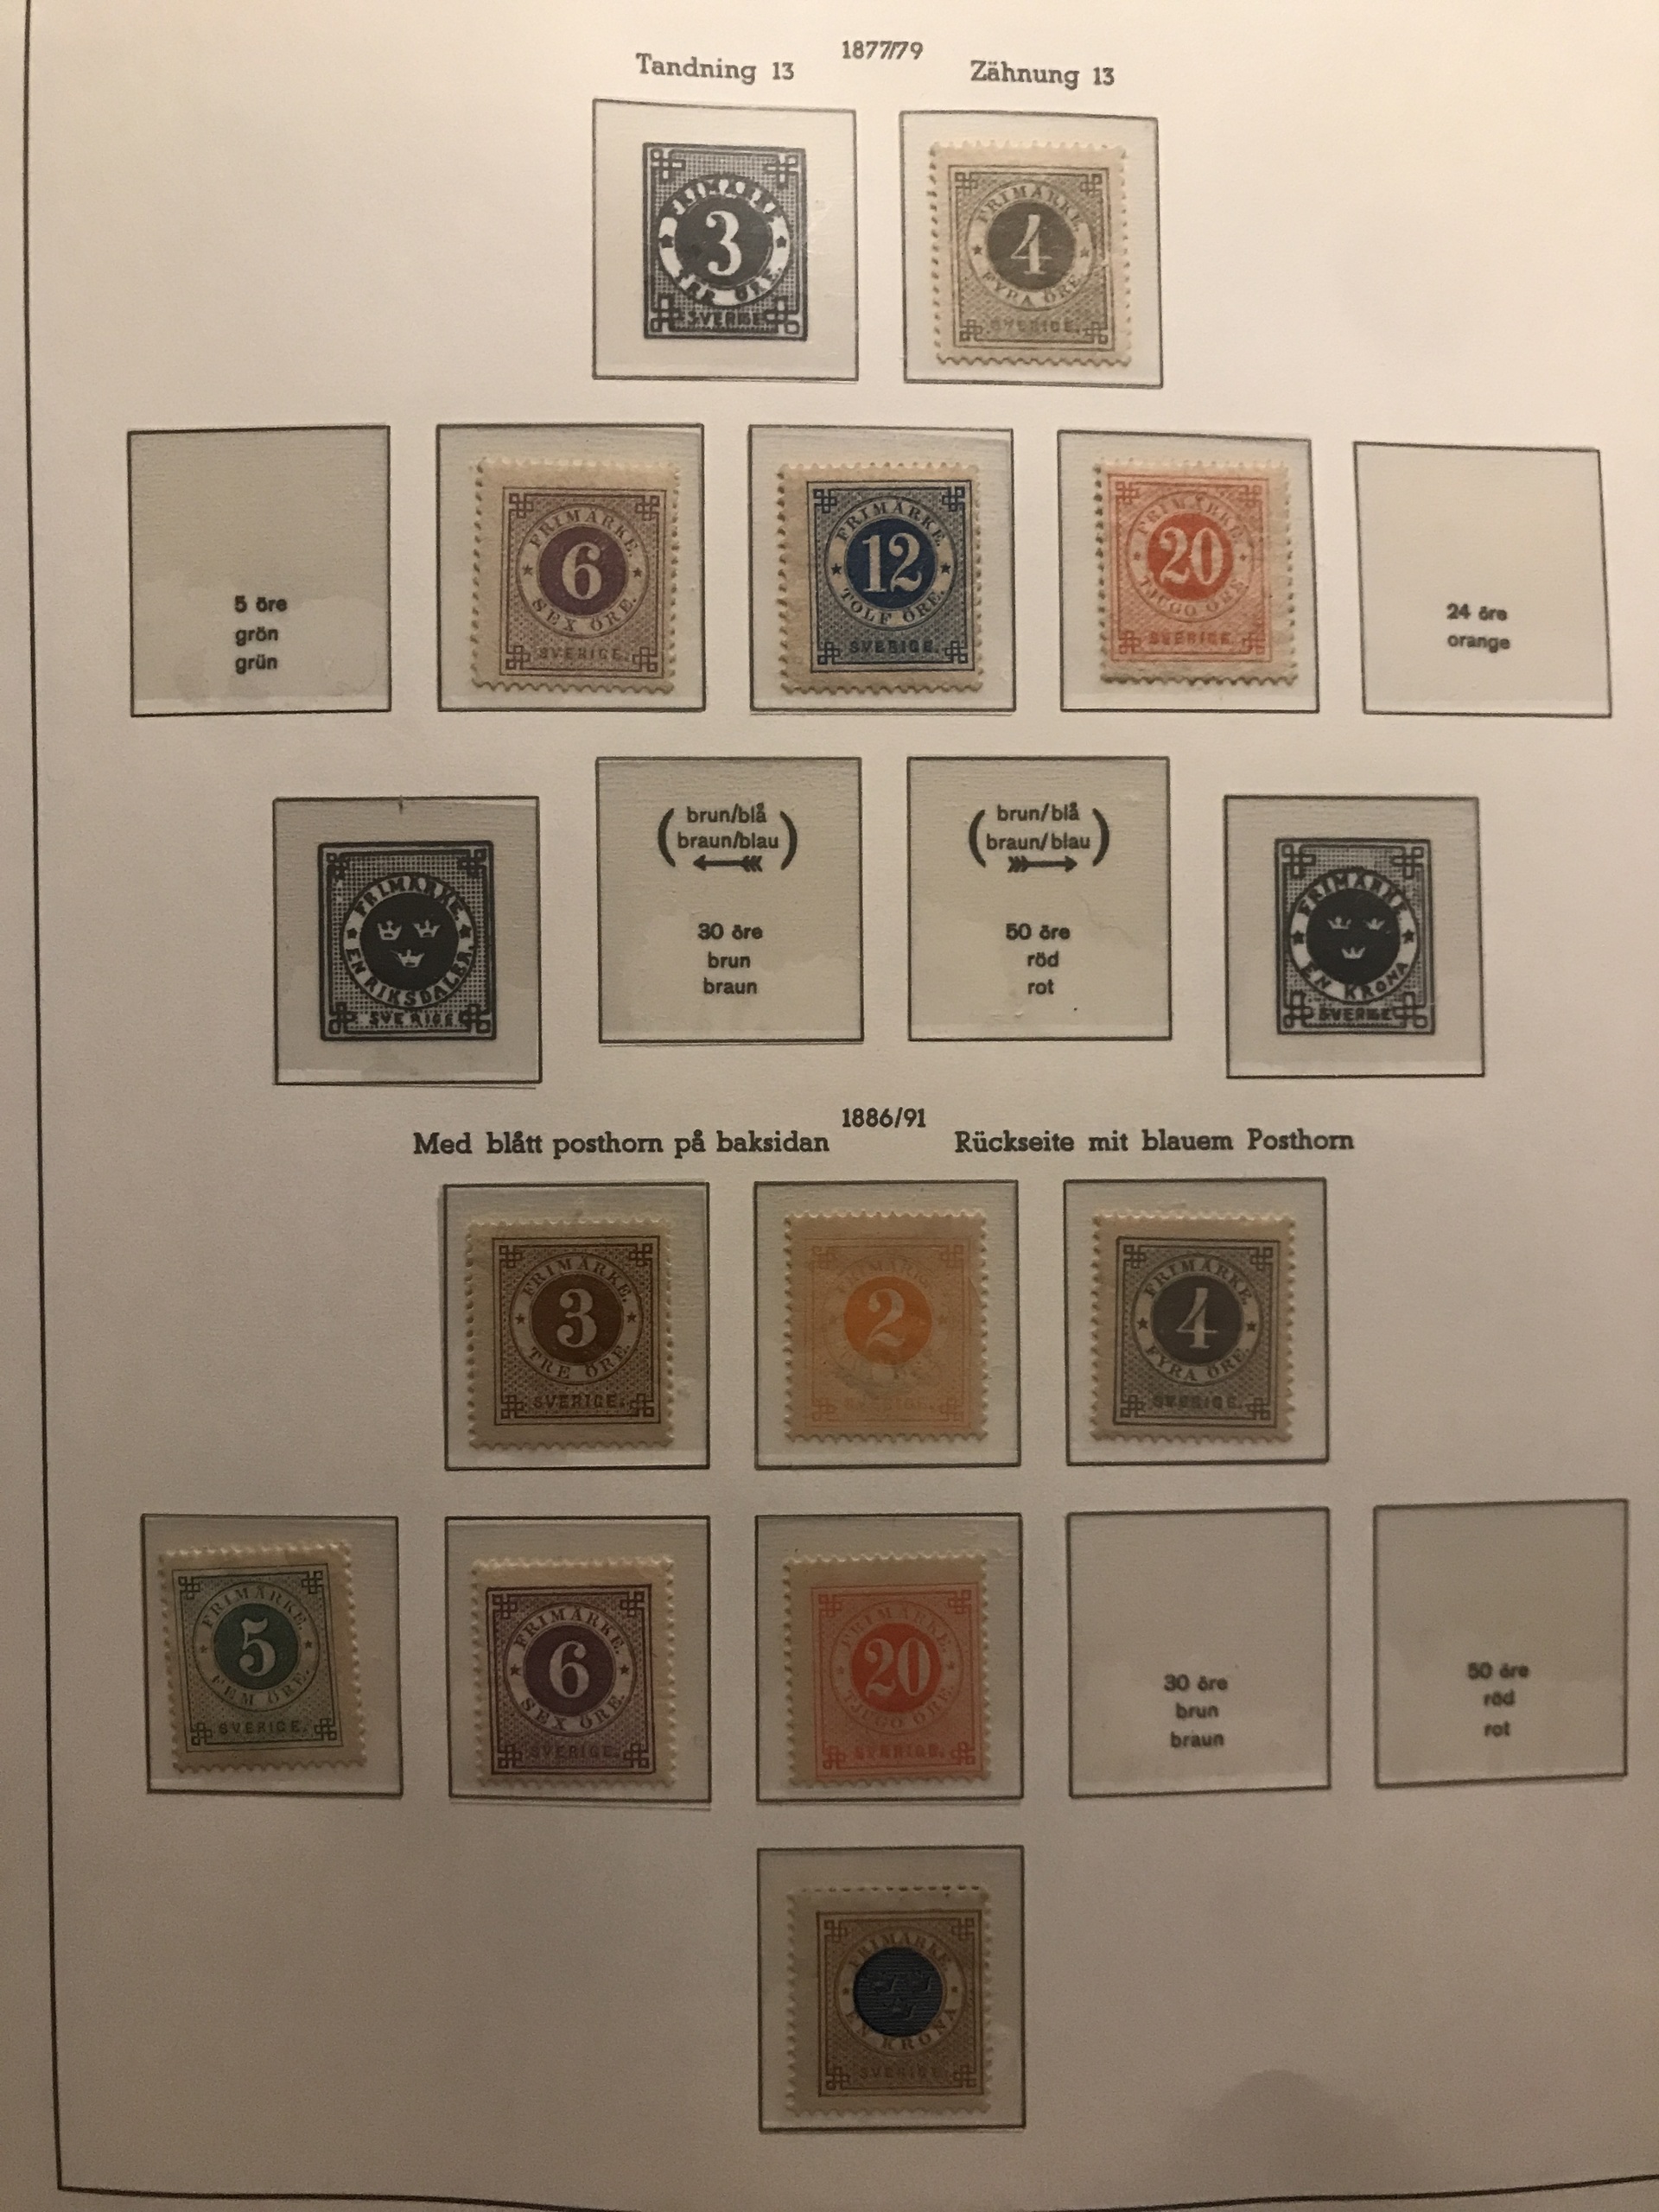 1877/79
Tandning 13 Zähnung 13
3
SVERIGE
FRIMÄRKE
4
FYRA ÖRE.
SVERIGE.
5 öre
grön
grün
FRIMÄRKE.
6
SEX ÖRE.
SVERIGE.
FRIMÄRKE.
12
TOLF ÖRE.
SVERIGE.
FRIMÄRKE.
20
TJUGO ÖRE.
SVERIGE.
24 öre
orange
FRIMÄRKE.
EN RIKSDALER.
SVERIGE
(brun/blå
braun/blau)
30 öre
brun
braun
(brun/blå
braun/blau)
50 öre
röd
rot
FRIMÄRKE
EN KRONA
SVERIGE
1886/91
Med blått posthorn på baksidan Rückseite mit blauem Posthorn
FRIMÄRKE.
3
TRE ÖRE.
SVERIGE.
FRIMÄRKE
2
SVERIGE.
FRIMÄRKE.
4
FYRA ÖRE.
SVERIGE.
FRIMÄRKE.
5
FEM ÖRE.
SVERIGE.
FRIMÄRKE.
6
SEX ÖRE.
SVERIGE.
FRIMÄRKE.
20
TJUGO ÖRE.
SVERIGE.
30 öre
brun
braun
50 öre
röd
rot
FRIMÄRKE
EN KRONA
SVERIGE.